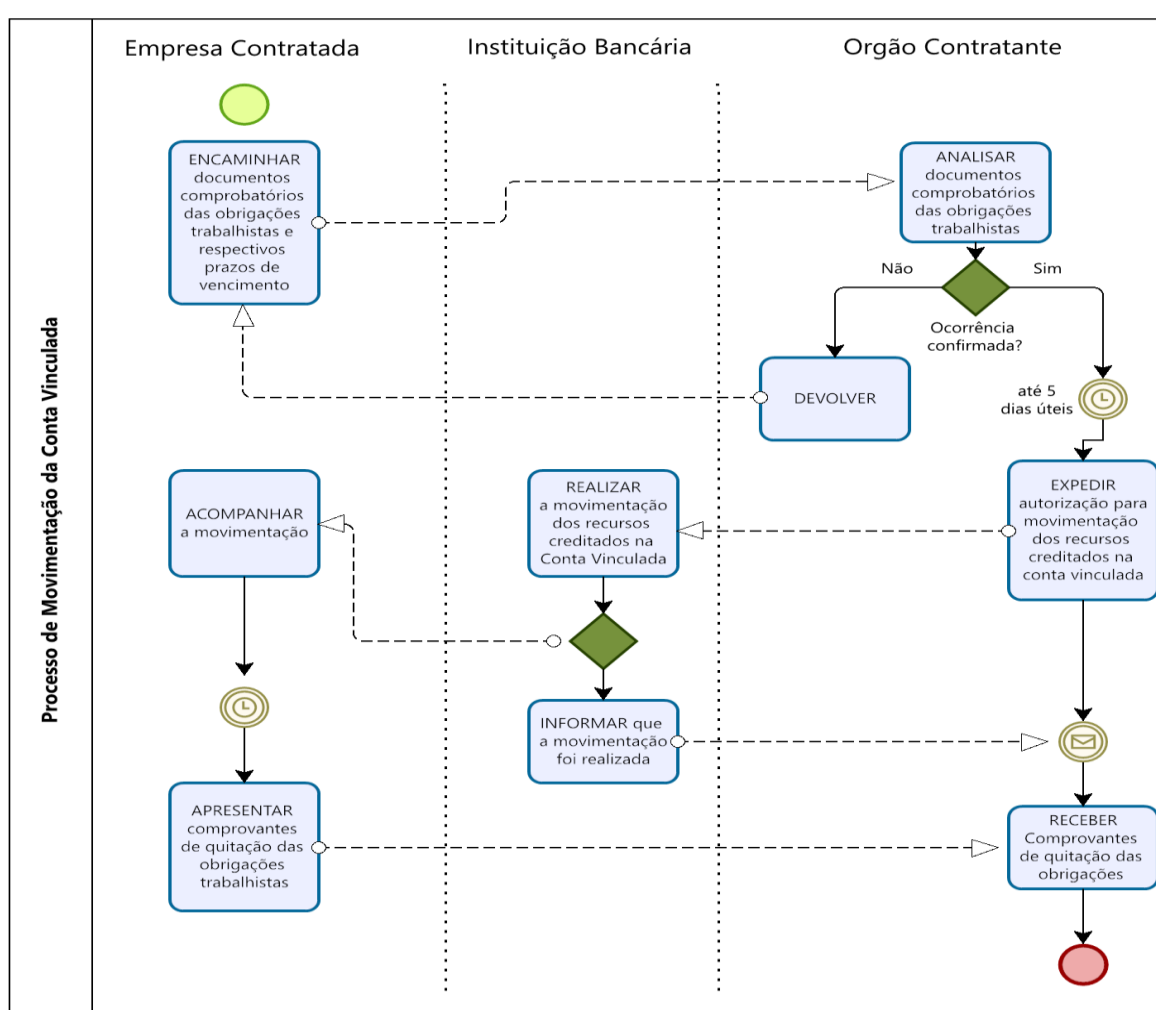 Processo de Movimentação da Conta Vinculada
Empresa Contratada
Instituição Bancária
Orgão Contratante
ENCAMINHAR
documentos
comprobatórios
das obrigações
trabalhistas e
respectivos
prazos de
vencimento
ANALISAR
documentos
comprobatórios
das obrigações
trabalhistas
Não
Sim
Ocorrência
confirmada?
DEVOLVER
até 5
dias úteis
EXPEDIR
autorização para
movimentação
dos recursos
creditados na
conta vinculada
REALIZAR
a movimentação
dos recursos
creditados na
Conta Vinculada
ACOMPANHAR
a movimentação
INFORMAR que
a movimentação
foi realizada
APRESENTAR
comprovantes
de quitação das
obrigações
trabalhistas
RECEBER
Comprovantes
de quitação das
obrigações